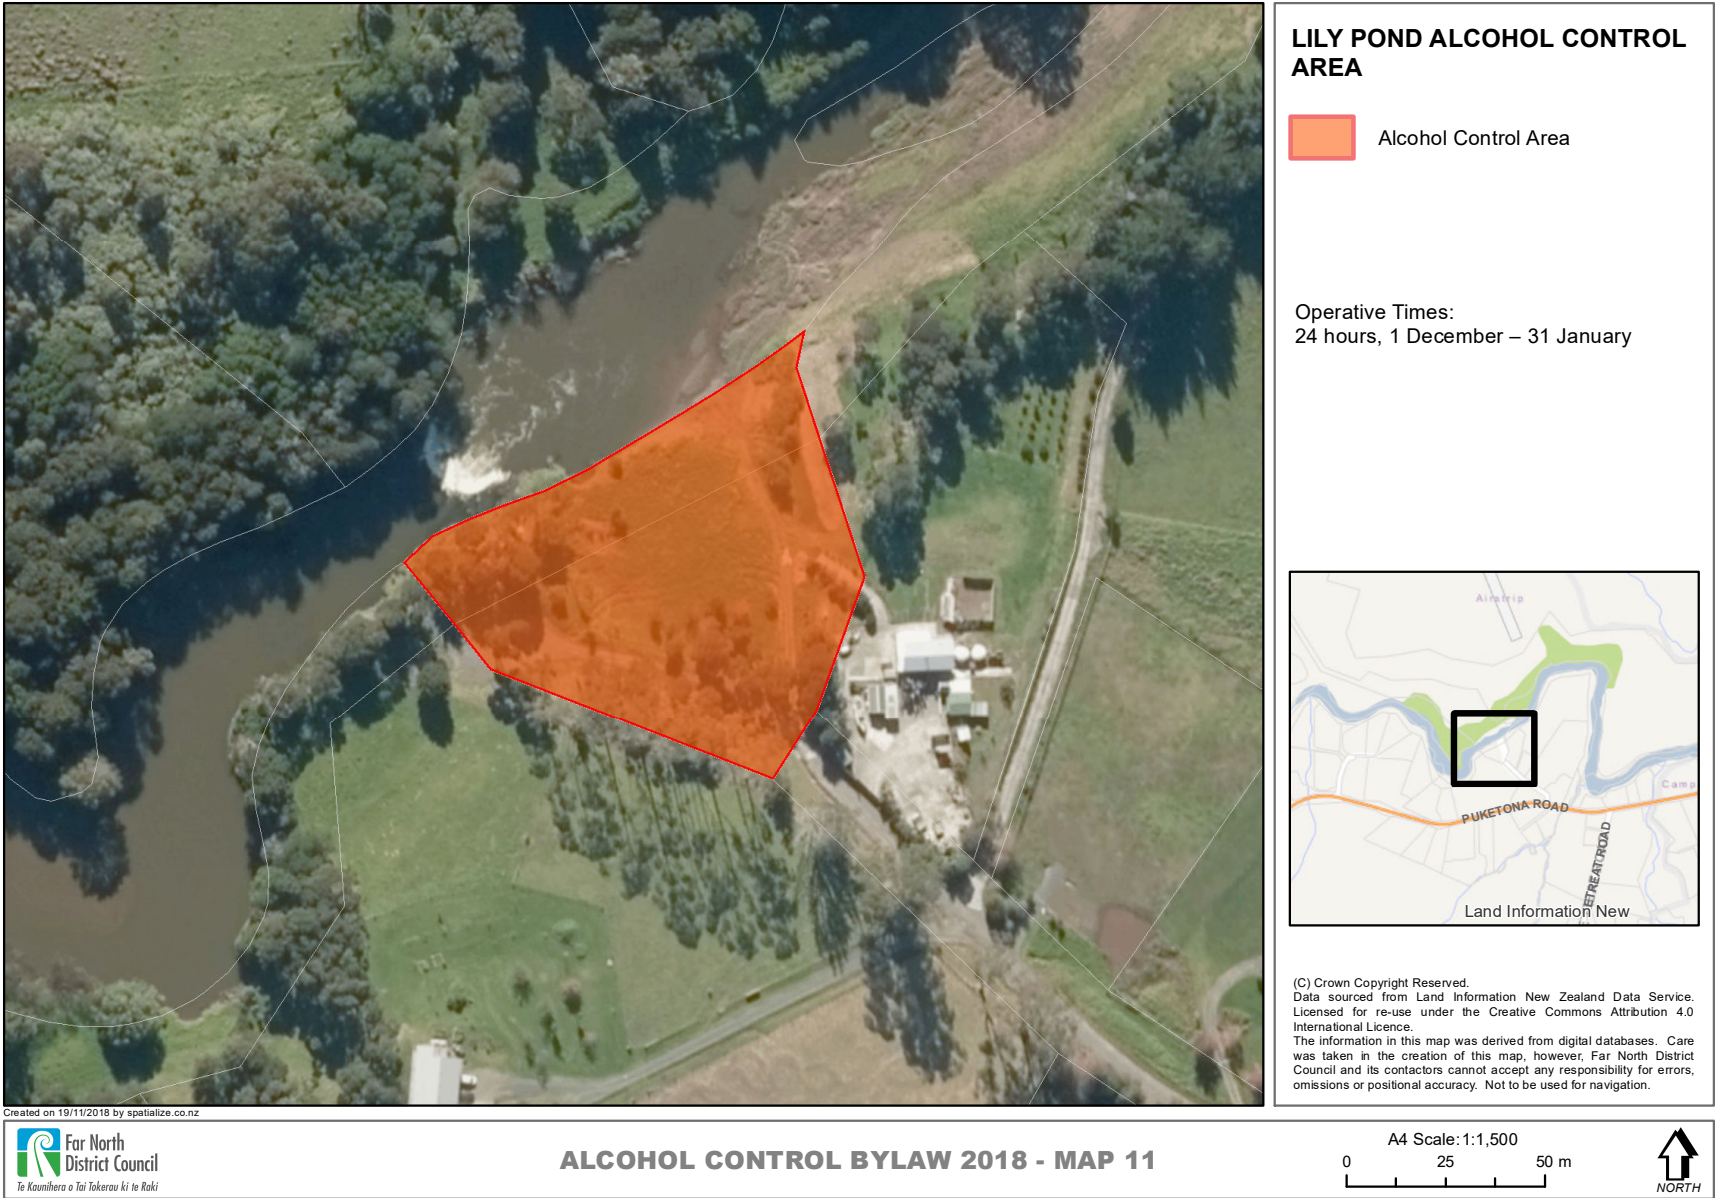 LILY POND ALCOHOL CONTROL
AREA
Alcohol Control Area
Operative Times:
24 hours, 1 December – 31 January
Airstrip
Camp
PUKETONA ROAD
ETREAT ROAD
Land Information New
(C) Crown Copyright Reserved.
Data sourced from Land Information New Zealand Data Service.
Licensed for re-use under the Creative Commons Attribution 4.0
International Licence.
The information in this map was derived from digital databases. Care
was taken in the creation of this map, however, Far North District
Council and its contactors cannot accept any responsibility for errors,
omissions or positional accuracy. Not to be used for navigation.
Created on 19/11/2018 by spatialize.co.nz
Far North
District Council
Te Kaunihera o Tai Tokerau ki te Raki
ALCOHOL CONTROL BYLAW 2018 - MAP 11
A4 Scale:1:1,500
0 25 50 m
NORTH